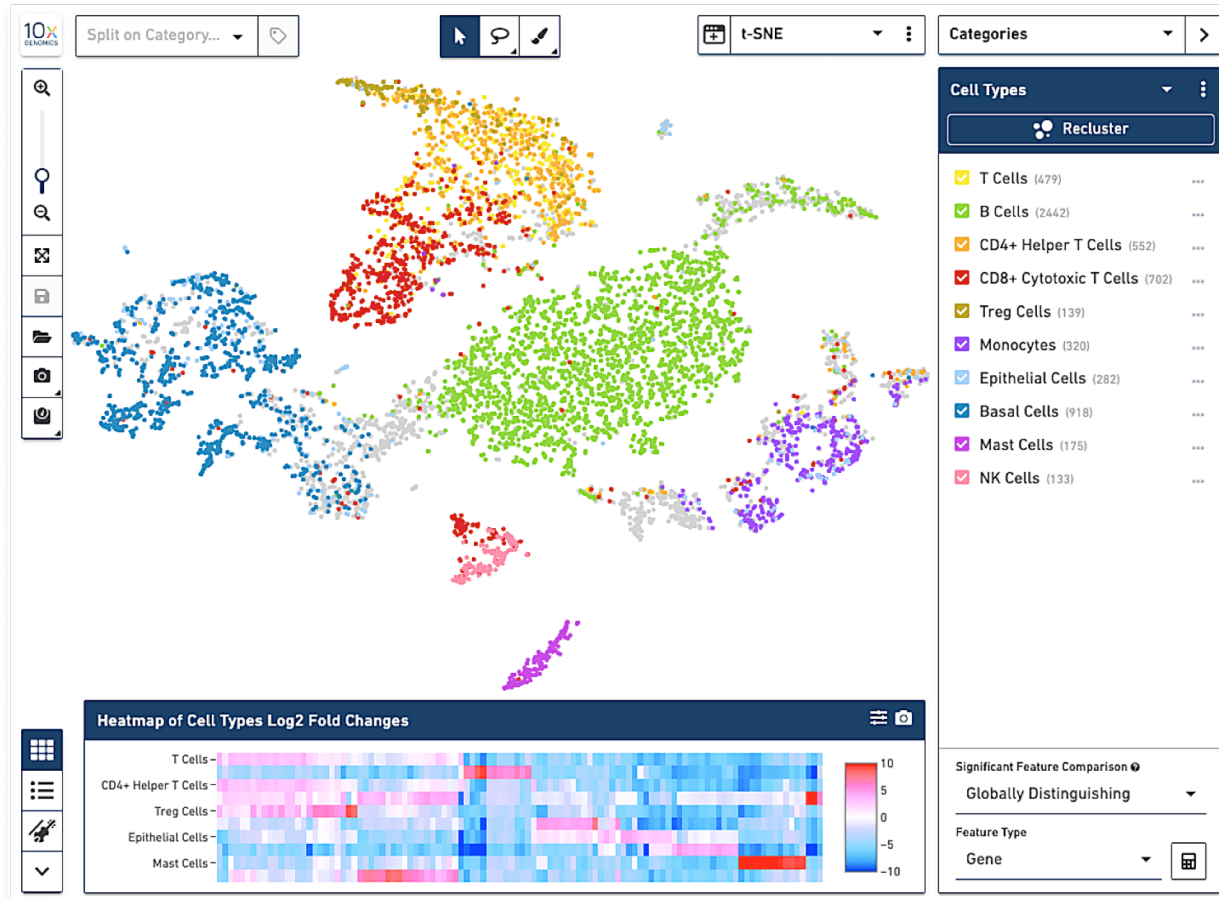 10x
GENOMICS
Split on Category...
t-SNE
Categories
Cell Types
Recluster
T Cells (479)
B Cells (2442)
CD4+ Helper T Cells (552)
CD8+ Cytotoxic T Cells (702)
Treg Cells (139)
Monocytes (320)
Epithelial Cells (282)
Basal Cells (918)
Mast Cells (175)
NK Cells (133)
Heatmap of Cell Types Log2 Fold Changes
T Cells
CD4+ Helper T Cells
Treg Cells
Epithelial Cells
Mast Cells
10
5
0
−5
−10
Significant Feature Comparison
Globally Distinguishing
Feature Type
Gene